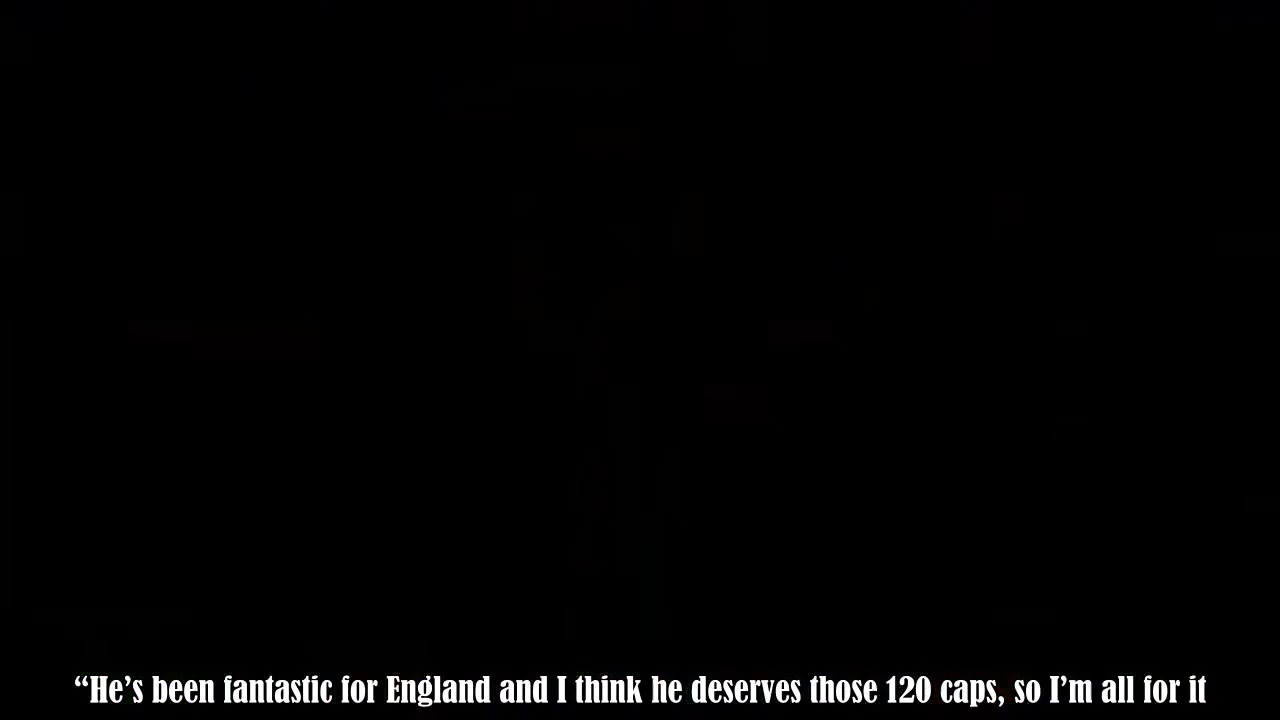 “He’s been fantastic for England and I think he deserves those 120 caps, so I’m all for it